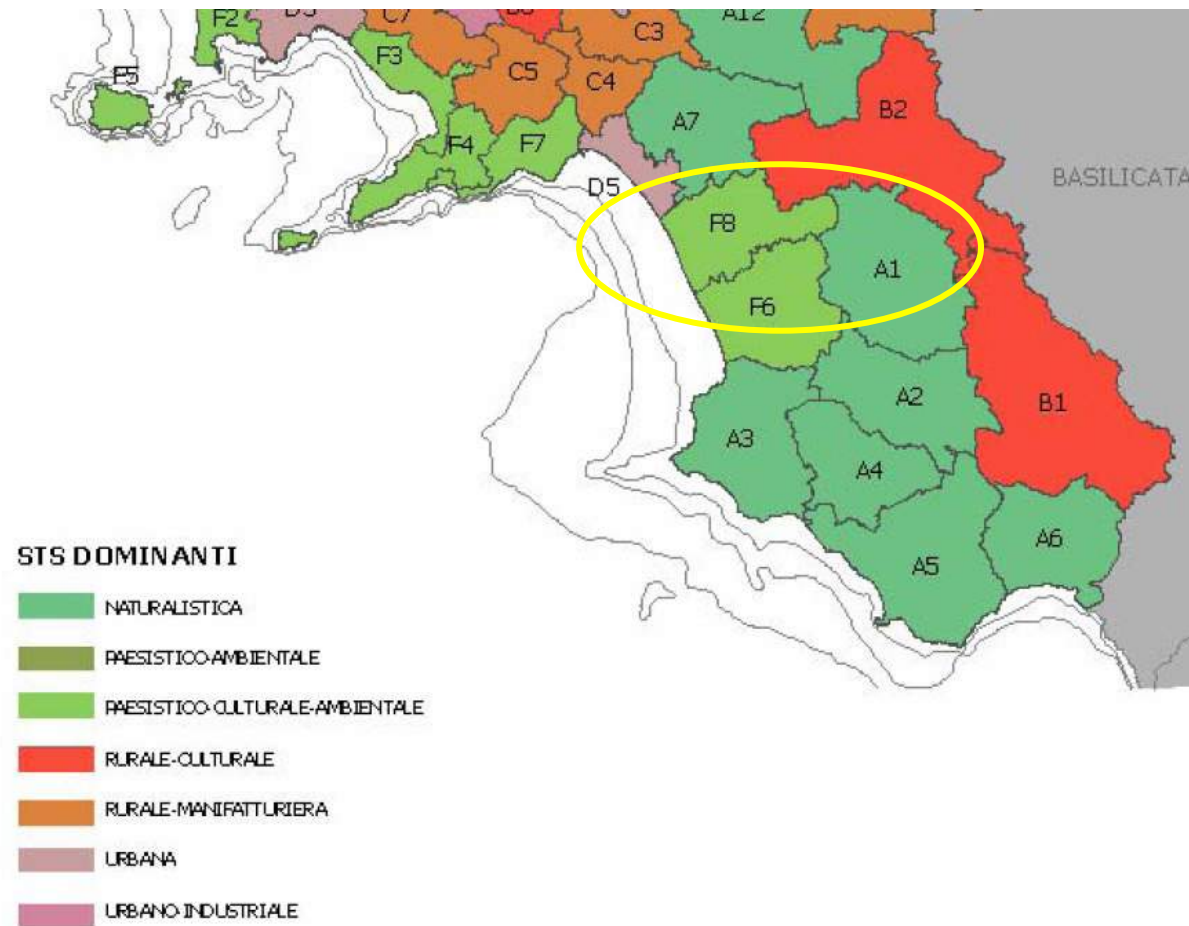 F2
C7
A12
F3
C3
F5
C5
C4
B2
A7
F4
F7
BASILICATA
D5
F8
A1
F6
A2
B1
A3
A4
A6
A5
STS DOMINANTI
NATURALISTICA
PAESISTICO-AMBIENTALE
PAESISTICO-CULTURALE-AMBIENTALE
RURALE-CULTURALE
RURALE-MANIFATTURIERA
URBANA
URBANO-INDUSTRIALE